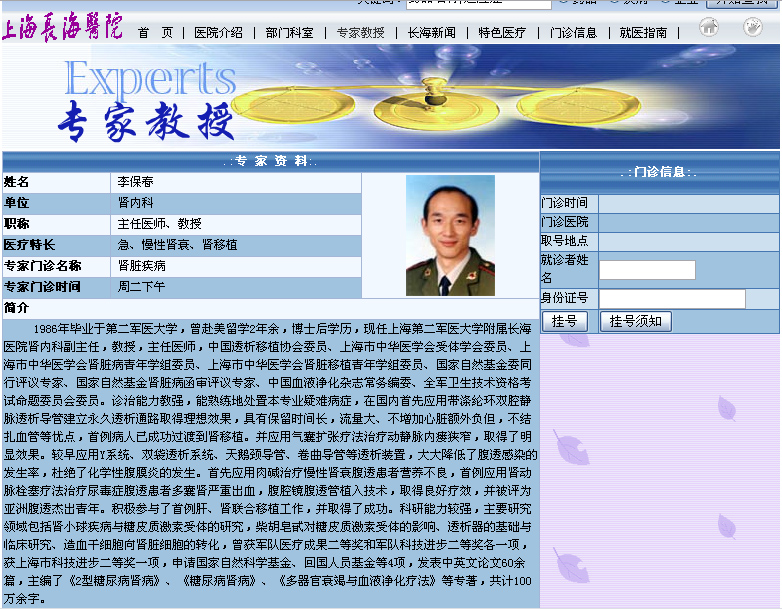 上海長海醫院
首 页 | 医院介绍 | 部门科室 | 专家教授 | 长海新闻 | 特色医疗 | 门诊信息 | 就医指南 |
Experts
专家教授
.:专 家 资 料:.
姓名 李保春
单位 肾内科
职称 主任医师、教授
医疗特长 急、慢性肾衰、肾移植
专家门诊名称 肾脏疾病
专家门诊时间 周二下午
简介
1986年毕业于第二军医大学，曾赴美留学2年余，博士后学历，现任上海第二军医大学附属长海
医院肾内科副主任，教授，主任医师，中国透析移植协会委员、上海市中华医学会受体学会委员、上
海市中华医学会肾脏病青年学组委员、上海市中华医学会肾脏移植青年学组委员、国家自然基金委同
行评议专家、国家自然基金肾脏病函审评议专家、中国血液净化杂志常务编委、全军卫生技术资格考
试命题委员会委员。诊治能力教强，能熟练地处置本专业疑难病症，在国内首先应用带涤纶环双腔静
脉透析导管建立永久透析通路取得理想效果，具有保留时间长，流量大、不增加心脏额外负但，不结
扎血管等忧点，首例病人已成功过渡到肾移植。并应用气囊扩张疗法治疗动静脉内瘘狭窄，取得了明
显效果。较早应用Y系统、双袋透析系统、天鹅颈导管、卷曲导管等透析装置，大大降低了腹透感染的
发生率，杜绝了化学性腹膜炎的发生。首先应用肉碱治疗慢性肾衰腹透患者营养不良，首例应用肾动
脉栓塞疗法治疗尿毒症腹透患者多囊肾严重出血，腹腔镜腹透管植入技术，取得良好疗效，并被评为
亚洲腹透杰出青年。积极参与了首例肝、肾联合移植工作，并取得了成功。科研能力较强，主要研究
领域包括肾小球疾病与糖皮质激素受体的研究，柴胡皂甙对糖皮质激素受体的影响、透析器的基础与
临床研究、造血干细胞向肾脏细胞的转化，曾获军队医疗成果二等奖和军队科技进步二等奖各一项，
获上海市科技进步二等奖一项，申请国家自然科学基金、回国人员基金等4项，发表中英文论文60余
篇，主编了《2型糖尿病肾病》、《糖尿病肾病》、《多器官衰竭与血液净化疗法》等专著，共计100
万余字。
.:门诊信息:.
门诊时间
门诊医院
取号地点
就诊者姓
名
身份证号
挂号 挂号须知